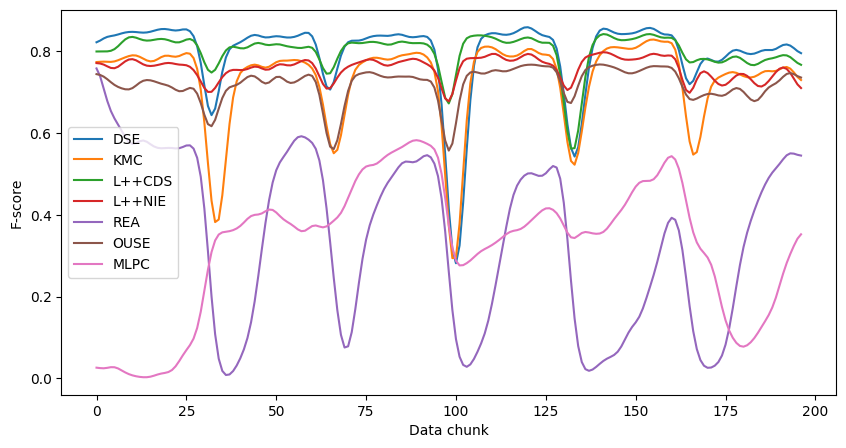 F-score
0.8
0.6
0.4
0.2
0.0
DSE
KMC
L++CDS
L++NIE
REA
OUSE
MLPC
0 25 50 75 100 125 150 175 200
Data chunk